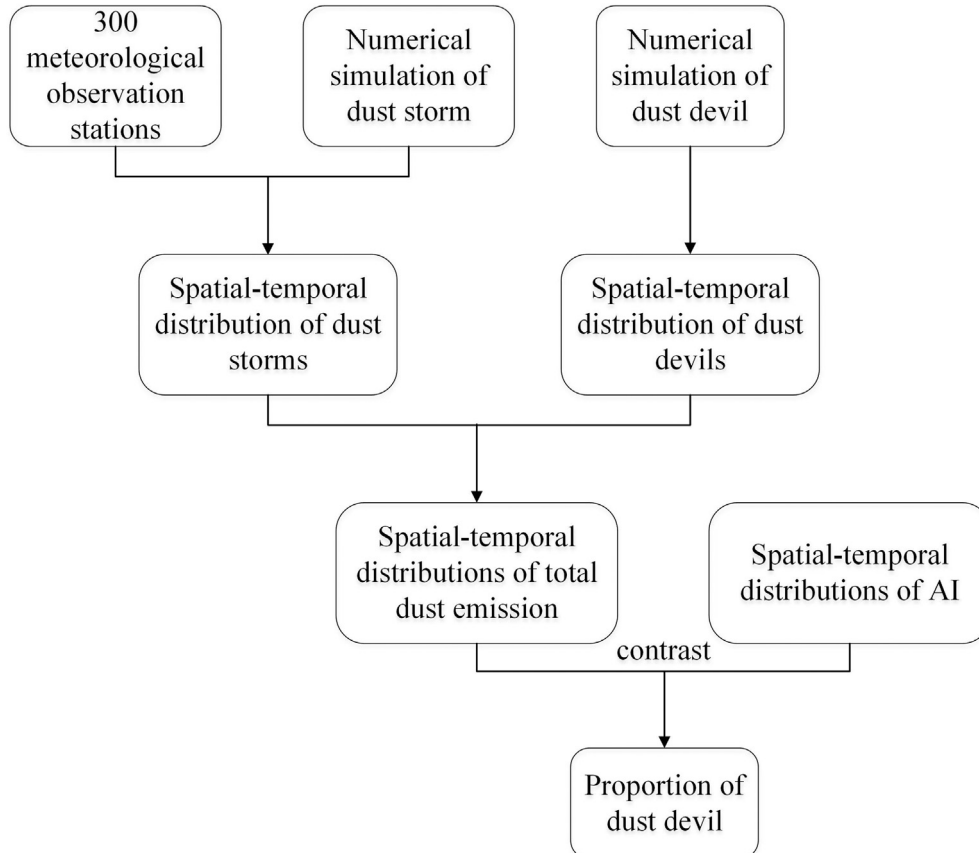 300
meteorological
observation
stations
Numerical
simulation of
dust storm
Numerical
simulation of
dust devil
Spatial-temporal
distribution of dust
storms
Spatial-temporal
distribution of dust
devils
Spatial-temporal
distributions of total
dust emission
Spatial-temporal
distributions of AI
contrast
Proportion of
dust devil